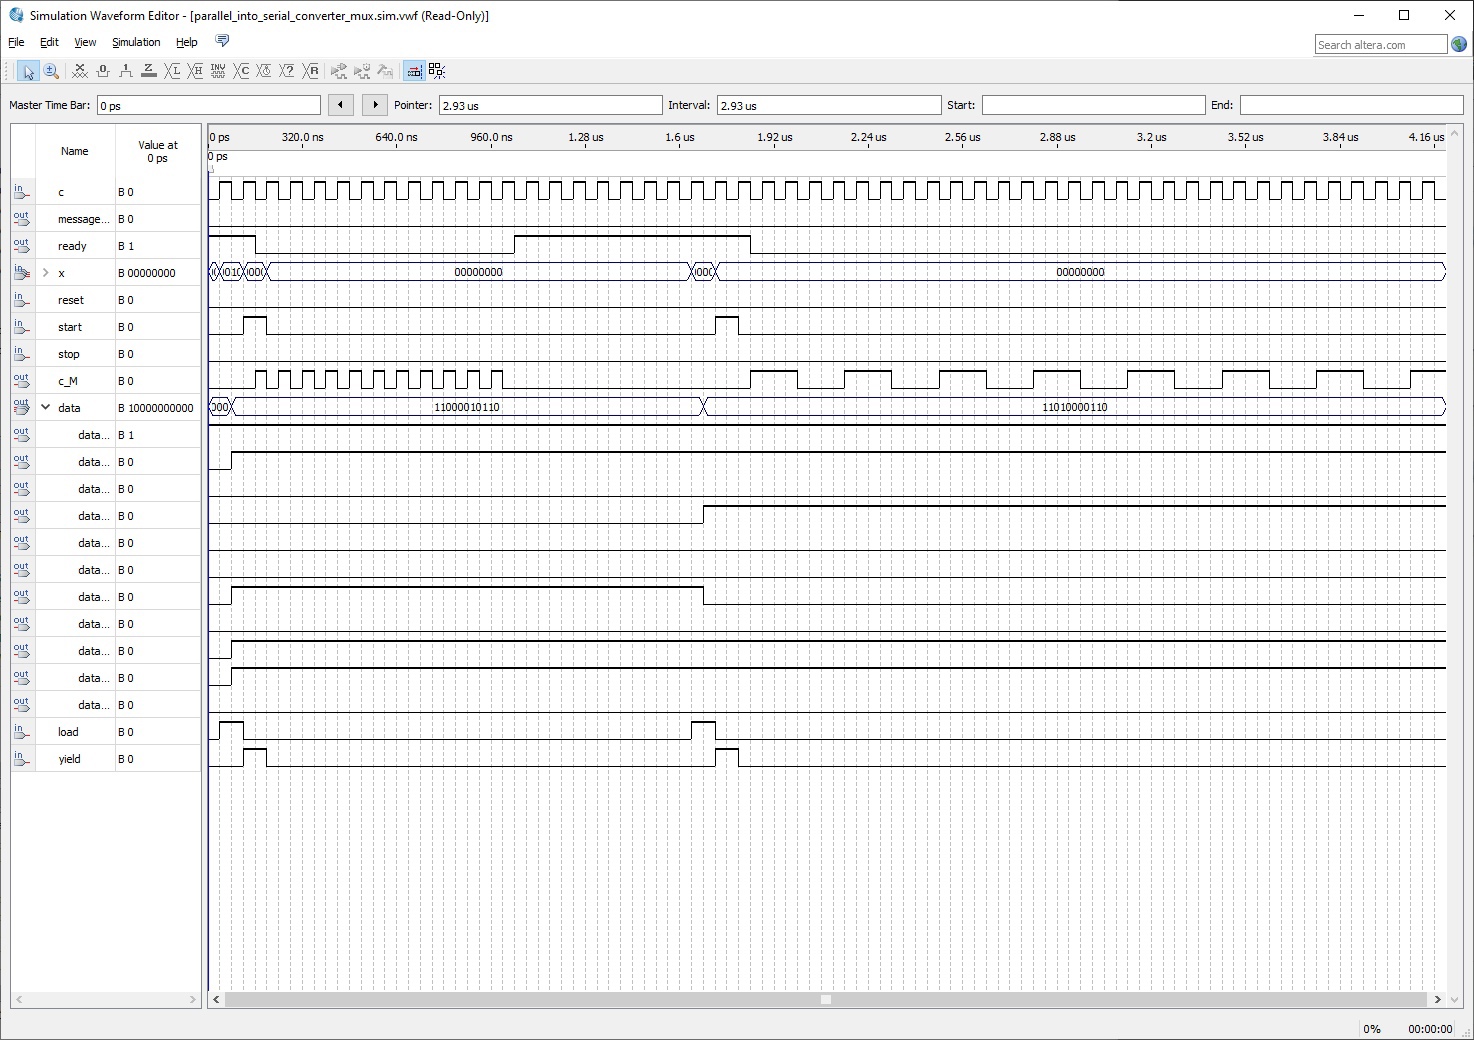 Simulation Waveform Editor - [parallel_into_serial_converter_mux.sim.vwf (Read-Only)]
File Edit View Simulation Help
Search altera.com
Master Time Bar: 0 ps Pointer: 2.93 us Interval: 2.93 us Start: End:
Name Value at 0 ps
0 ps 320.0 ns 640.0 ns 960.0 ns 1.28 us 1.6 us 1.92 us 2.24 us 2.56 us 2.88 us 3.2 us 3.52 us 3.84 us 4.16 us
0 ps
in c B 0
out message... B 0
out ready B 1
in x B 00000000 00000000 00000000
in reset B 0
in start B 0
in stop B 0
out c_M B 0
out data B 10000000000 11000010110 11010000110
out data... B 1
out data... B 0
out data... B 0
out data... B 0
out data... B 0
out data... B 0
out data... B 0
out data... B 0
out data... B 0
out data... B 0
out data... B 0
in load B 0
in yield B 0
0% 00:00:00